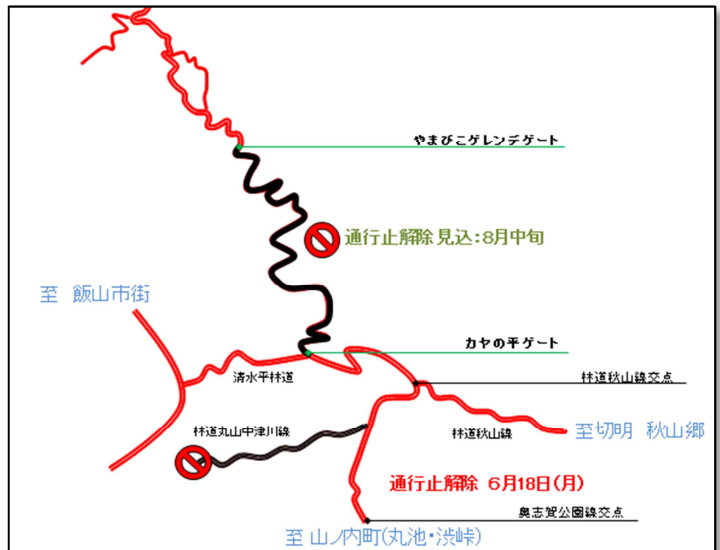 やまびこゲレンデゲート
通行止解除見込:8月中旬
至 飯山市街
カヤの平ゲート
清水平林道
林道秋山線交点
林道丸山中津川線
林道秋山線
至切明 秋山郷
通行止解除 6月18日(月)
奥志賀公園線交点
至 山ノ内町(丸池・渋峠)